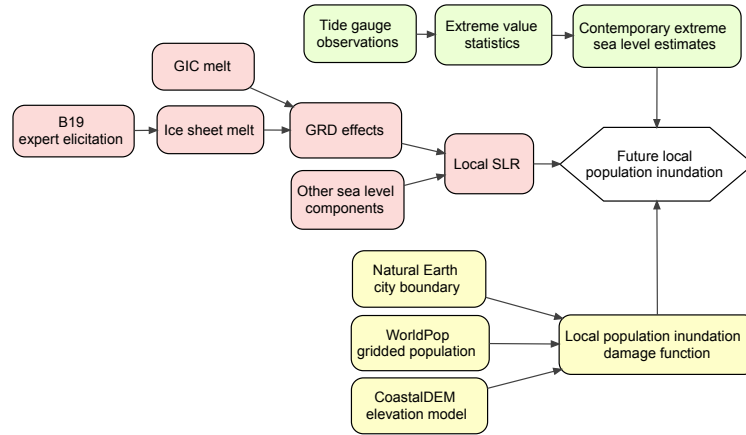 Tide gauge
observations
Extreme value
statistics
Contemporary extreme
sea level estimates
GIC melt
B19
expert elicitation
Ice sheet melt
GRD effects
Local SLR
Other sea level
components
Future local
population inundation
Natural Earth
city boundary
WorldPop
gridded population
CoastalDEM
elevation model
Local population inundation
damage function